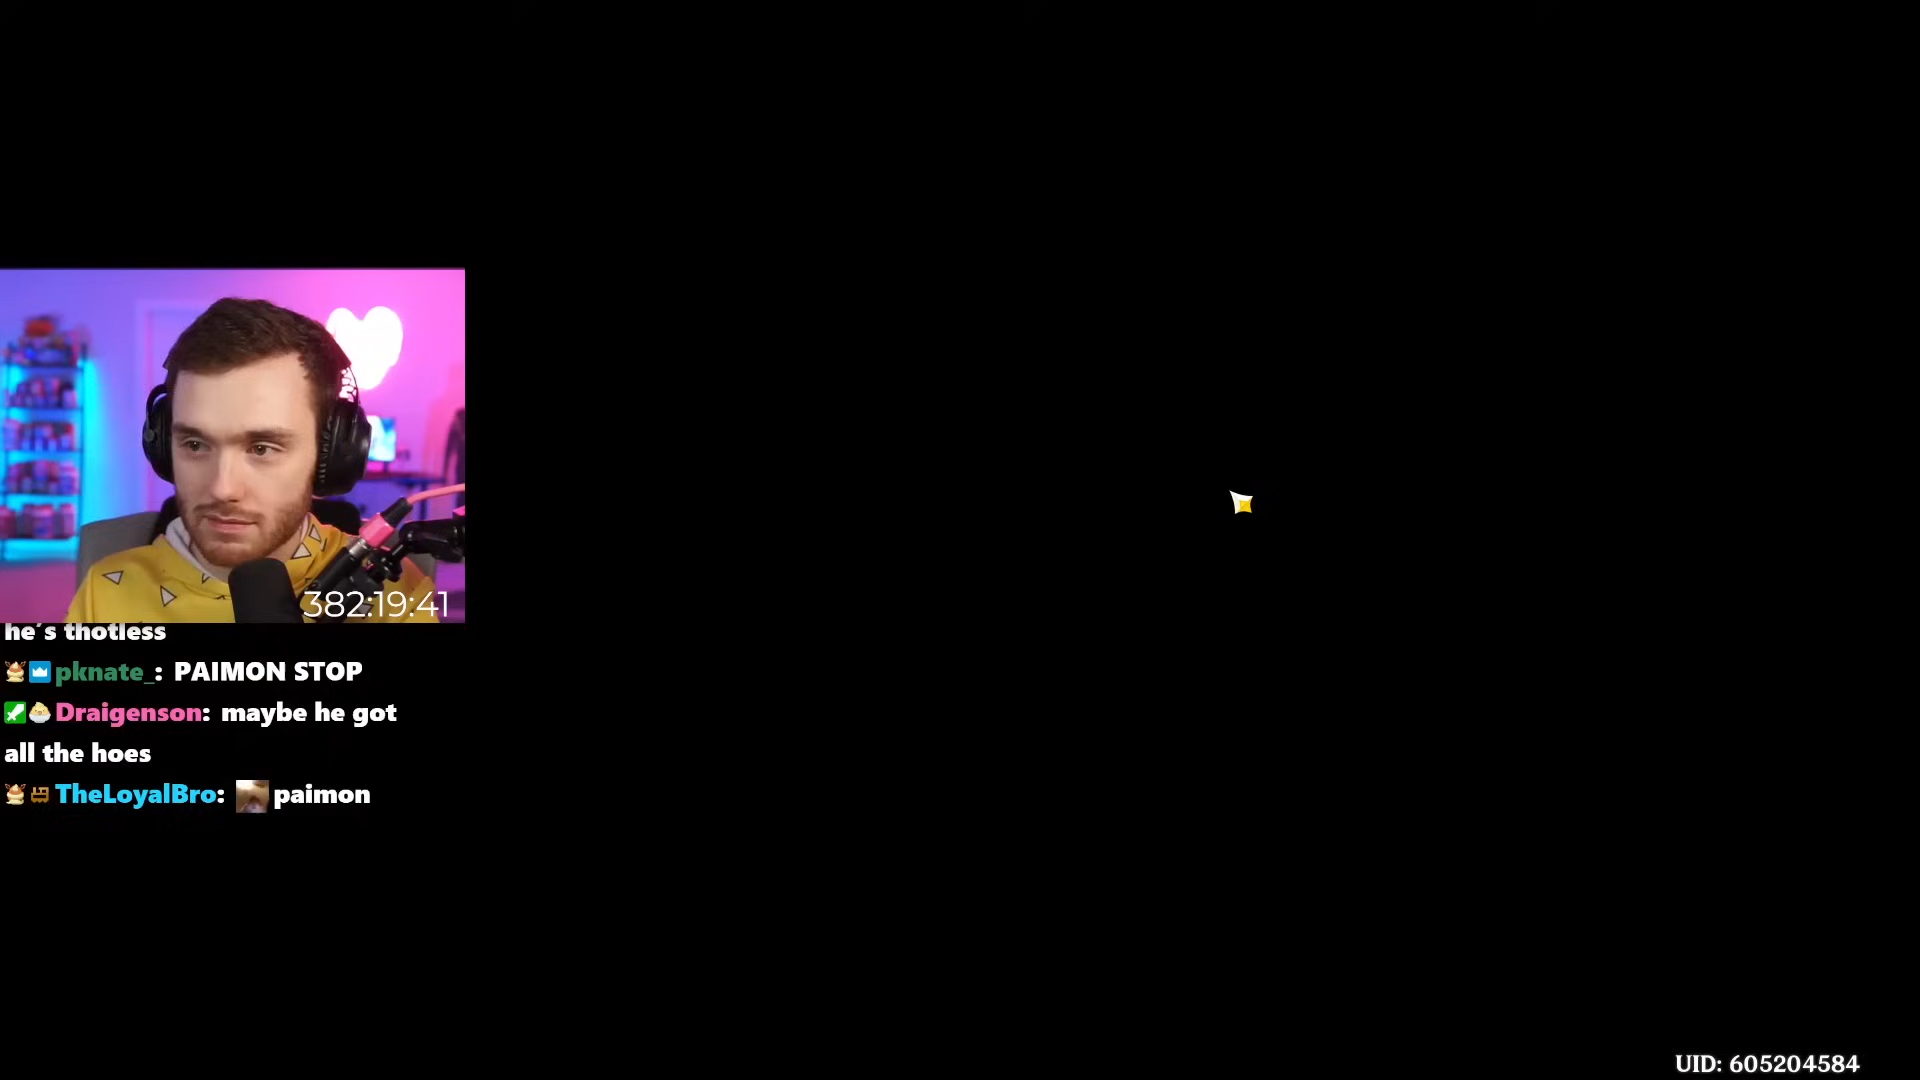 382:19:41
he's thotless
pknate_: PAIMON STOP
Draigenson: maybe he got
all the hoes
TheLoyalBro: paimon
UID: 605204584